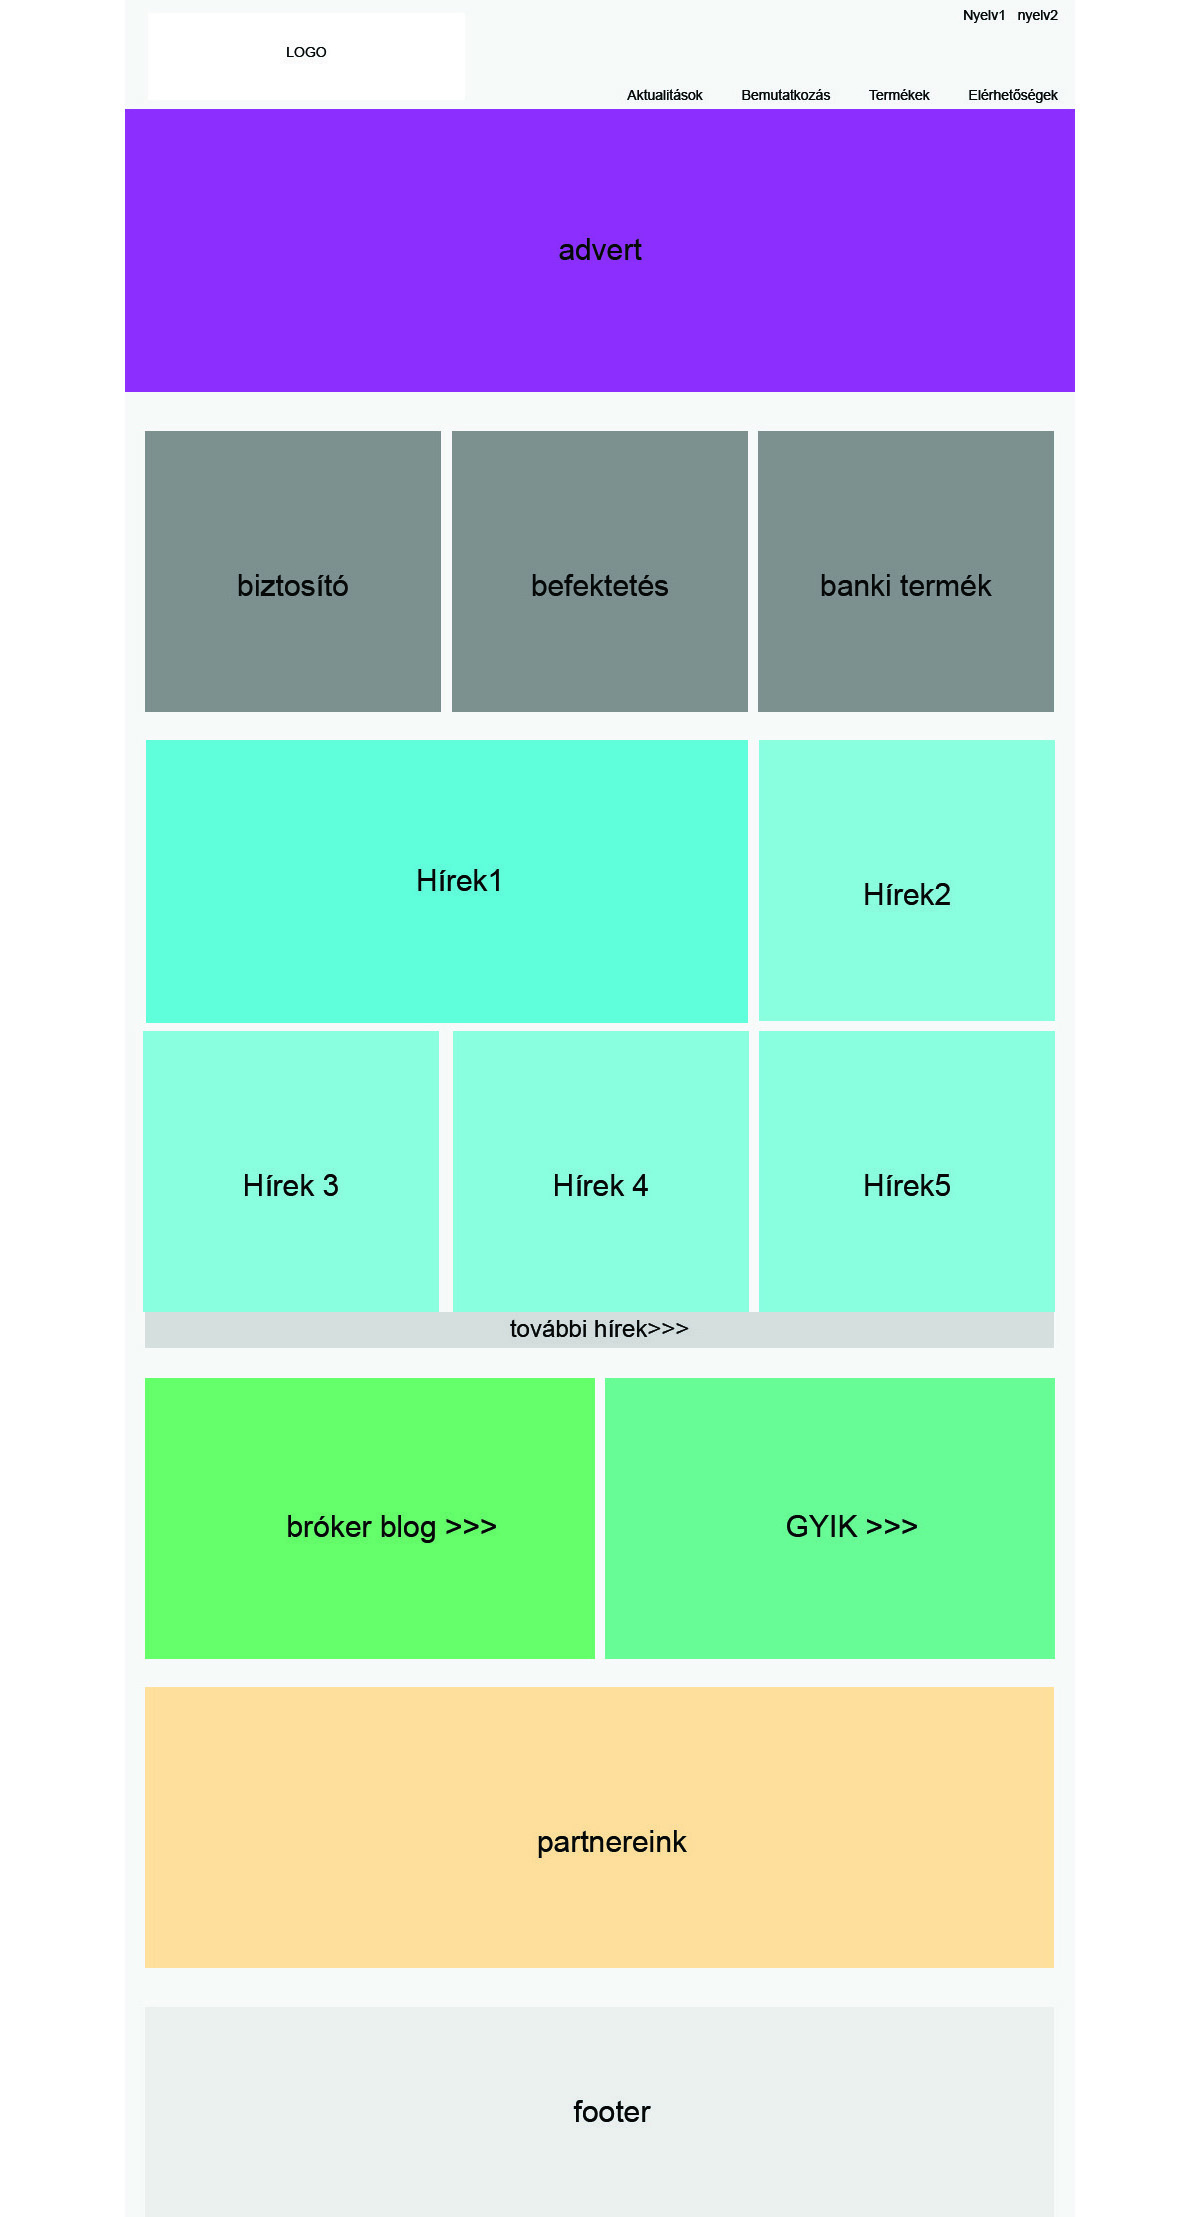 Nyelv1 nyelv2
LOGO
Aktualitások Bemutatkozás Termékek Elérhetőségek
advert
biztosító befektetés banki termék
Hírek1
Hírek2
Hírek 3 Hírek 4 Hírek5
további hírek>>>
bróker blog >>> GYIK >>>
partnereink
footer